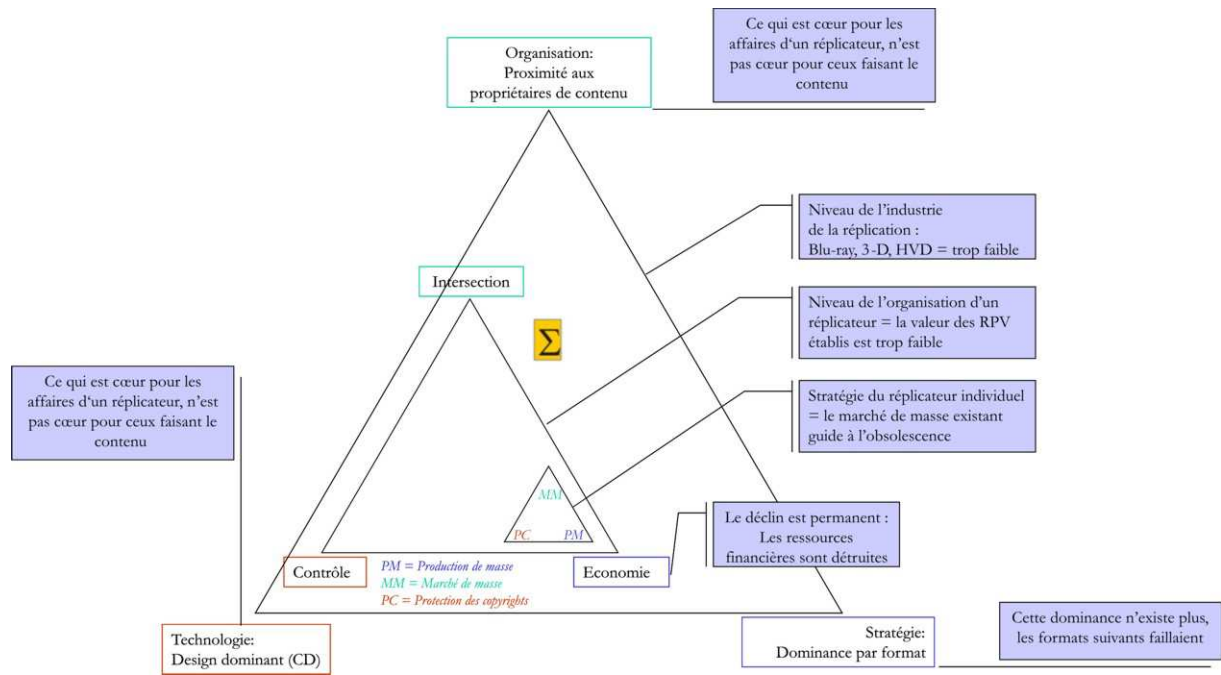 Ce qui est cœur pour les
affaires d‘un réplicateur, n’est
pas cœur pour ceux faisant le
contenu
Organisation:
Proximité aux
propriétaires de contenu
Niveau de l’industrie
de la réplication :
Blu-ray, 3-D, HVD = trop faible
Intersection
Niveau de l’organisation d’un
réplicateur = la valeur des RPV
établis est trop faible
Σ
Ce qui est cœur pour les
affaires d‘un réplicateur, n’est
pas cœur pour ceux faisant le
contenu
Stratégie du réplicateur individuel
= le marché de masse existant
guide à l’obsolescence
MM
PC PM
Le déclin est permanent :
Les ressources
financières sont détruites
Contrôle
PM = Production de masse
MM = Marché de masse
PC = Protection des copyrights
Economie
Technologie:
Design dominant (CD)
Stratégie:
Dominance par format
Cette dominance n’existe plus,
les formats suivants faillaient